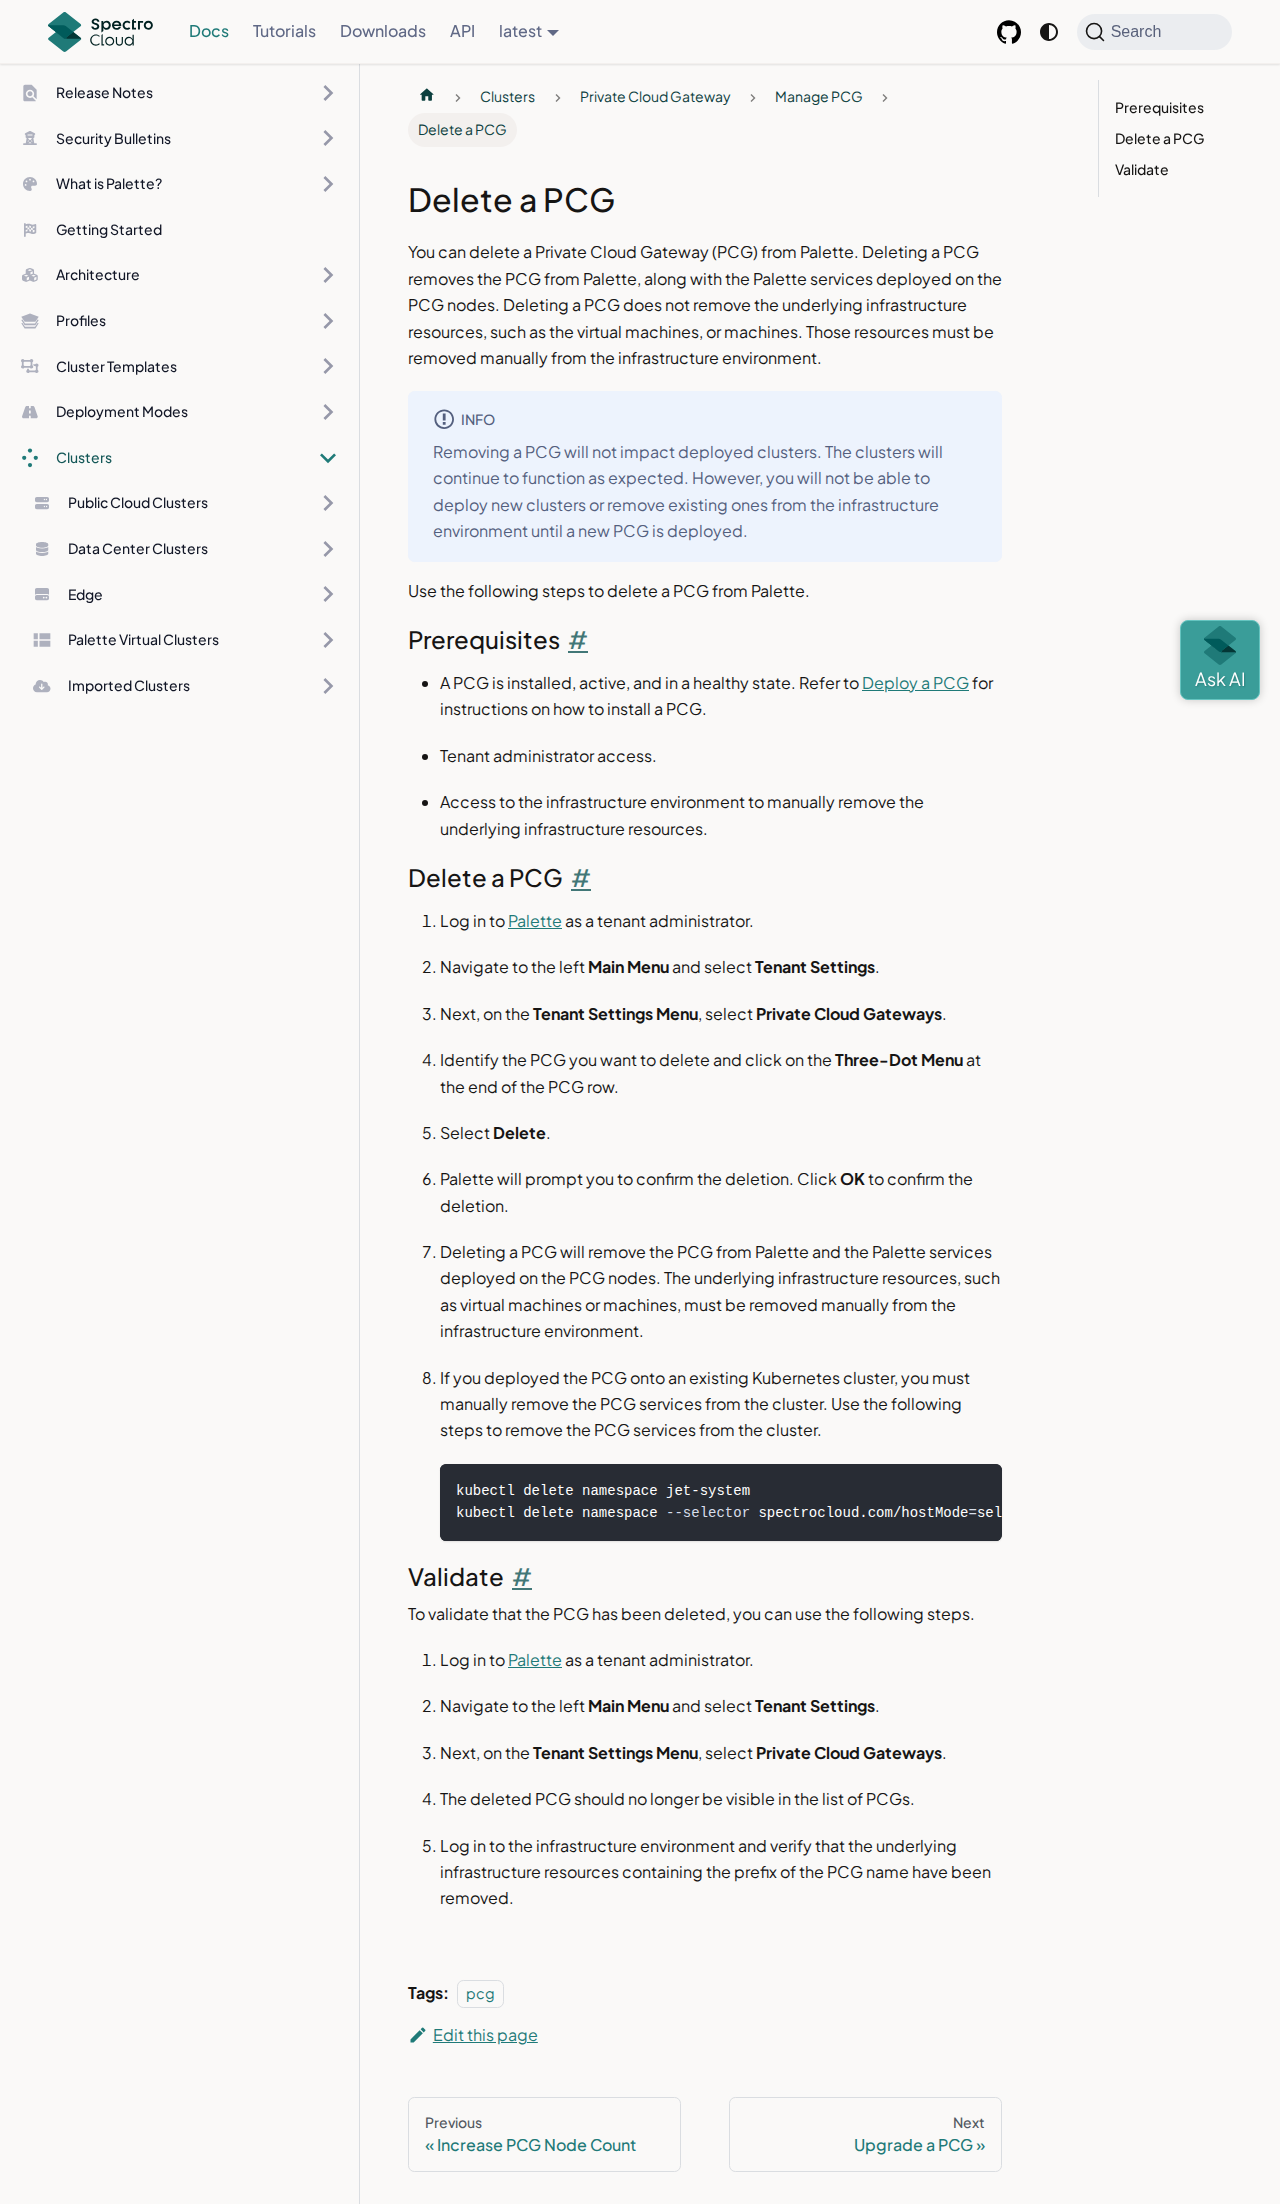 Spectro Cloud
Docs
Tutorials
Downloads
API
latest
Search
Release Notes
Security Bulletins
What is Palette?
Getting Started
Architecture
Profiles
Cluster Templates
Deployment Modes
Clusters
Public Cloud Clusters
Data Center Clusters
Edge
Palette Virtual Clusters
Imported Clusters
Clusters
Private Cloud Gateway
Manage PCG
Delete a PCG
Delete a PCG
You can delete a Private Cloud Gateway (PCG) from Palette. Deleting a PCG
removes the PCG from Palette, along with the Palette services deployed on the
PCG nodes. Deleting a PCG does not remove the underlying infrastructure
resources, such as the virtual machines, or machines. Those resources must be
removed manually from the infrastructure environment.
INFO
Removing a PCG will not impact deployed clusters. The clusters will
continue to function as expected. However, you will not be able to
deploy new clusters or remove existing ones from the infrastructure
environment until a new PCG is deployed.
Use the following steps to delete a PCG from Palette.
Prerequisites #
• A PCG is installed, active, and in a healthy state. Refer to Deploy a PCG for
instructions on how to install a PCG.
• Tenant administrator access.
• Access to the infrastructure environment to manually remove the
underlying infrastructure resources.
Delete a PCG #
1. Log in to Palette as a tenant administrator.
2. Navigate to the left Main Menu and select Tenant Settings.
3. Next, on the Tenant Settings Menu, select Private Cloud Gateways.
4. Identify the PCG you want to delete and click on the Three-Dot Menu at
the end of the PCG row.
5. Select Delete.
6. Palette will prompt you to confirm the deletion. Click OK to confirm the
deletion.
7. Deleting a PCG will remove the PCG from Palette and the Palette services
deployed on the PCG nodes. The underlying infrastructure resources, such
as virtual machines or machines, must be removed manually from the
infrastructure environment.
8. If you deployed the PCG onto an existing Kubernetes cluster, you must
manually remove the PCG services from the cluster. Use the following
steps to remove the PCG services from the cluster.
kubectl delete namespace jet-system
kubectl delete namespace --selector spectrocloud.com/hostMode=sel
Validate #
To validate that the PCG has been deleted, you can use the following steps.
1. Log in to Palette as a tenant administrator.
2. Navigate to the left Main Menu and select Tenant Settings.
3. Next, on the Tenant Settings Menu, select Private Cloud Gateways.
4. The deleted PCG should no longer be visible in the list of PCGs.
5. Log in to the infrastructure environment and verify that the underlying
infrastructure resources containing the prefix of the PCG name have been
removed.
Tags: pcg
Edit this page
Previous
« Increase PCG Node Count
Next
Upgrade a PCG »
Prerequisites
Delete a PCG
Validate
Ask AI